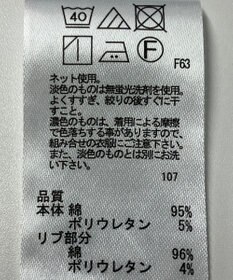 40
F
F63
ネット使用。
淡色のものは無蛍光洗剤を使用。
よくすすぎ、絞りの後すぐに干
すこと。
濃色のものは、着用による摩擦
で色落ちする事がありますので、
組み合せの衣服にご注意下さい。
また、淡色のものとは別にお洗
い下さい。
107
品質
本体 綿 95%
ポリウレタン 5%
リブ部分
綿 96%
ポリウレタン 4%